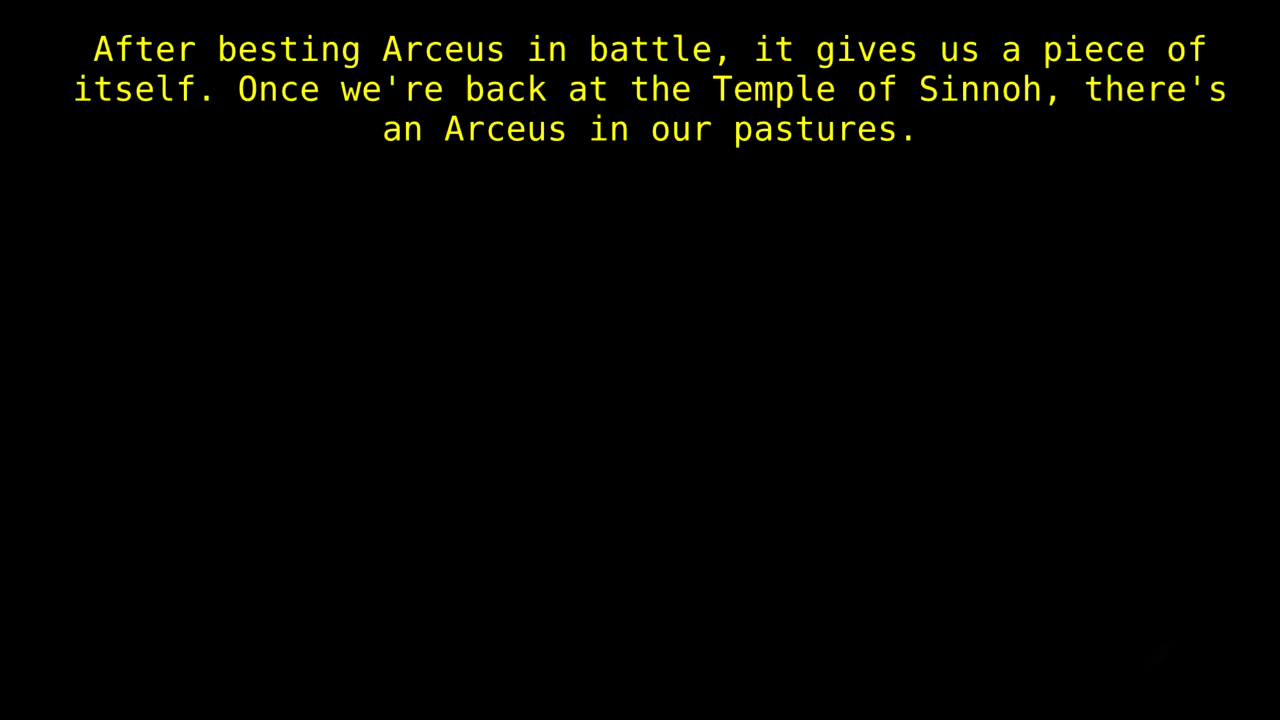 After besting Arceus in battle, it gives us a piece of
itself. Once we're back at the Temple of Sinnoh, there's
an Arceus in our pastures.